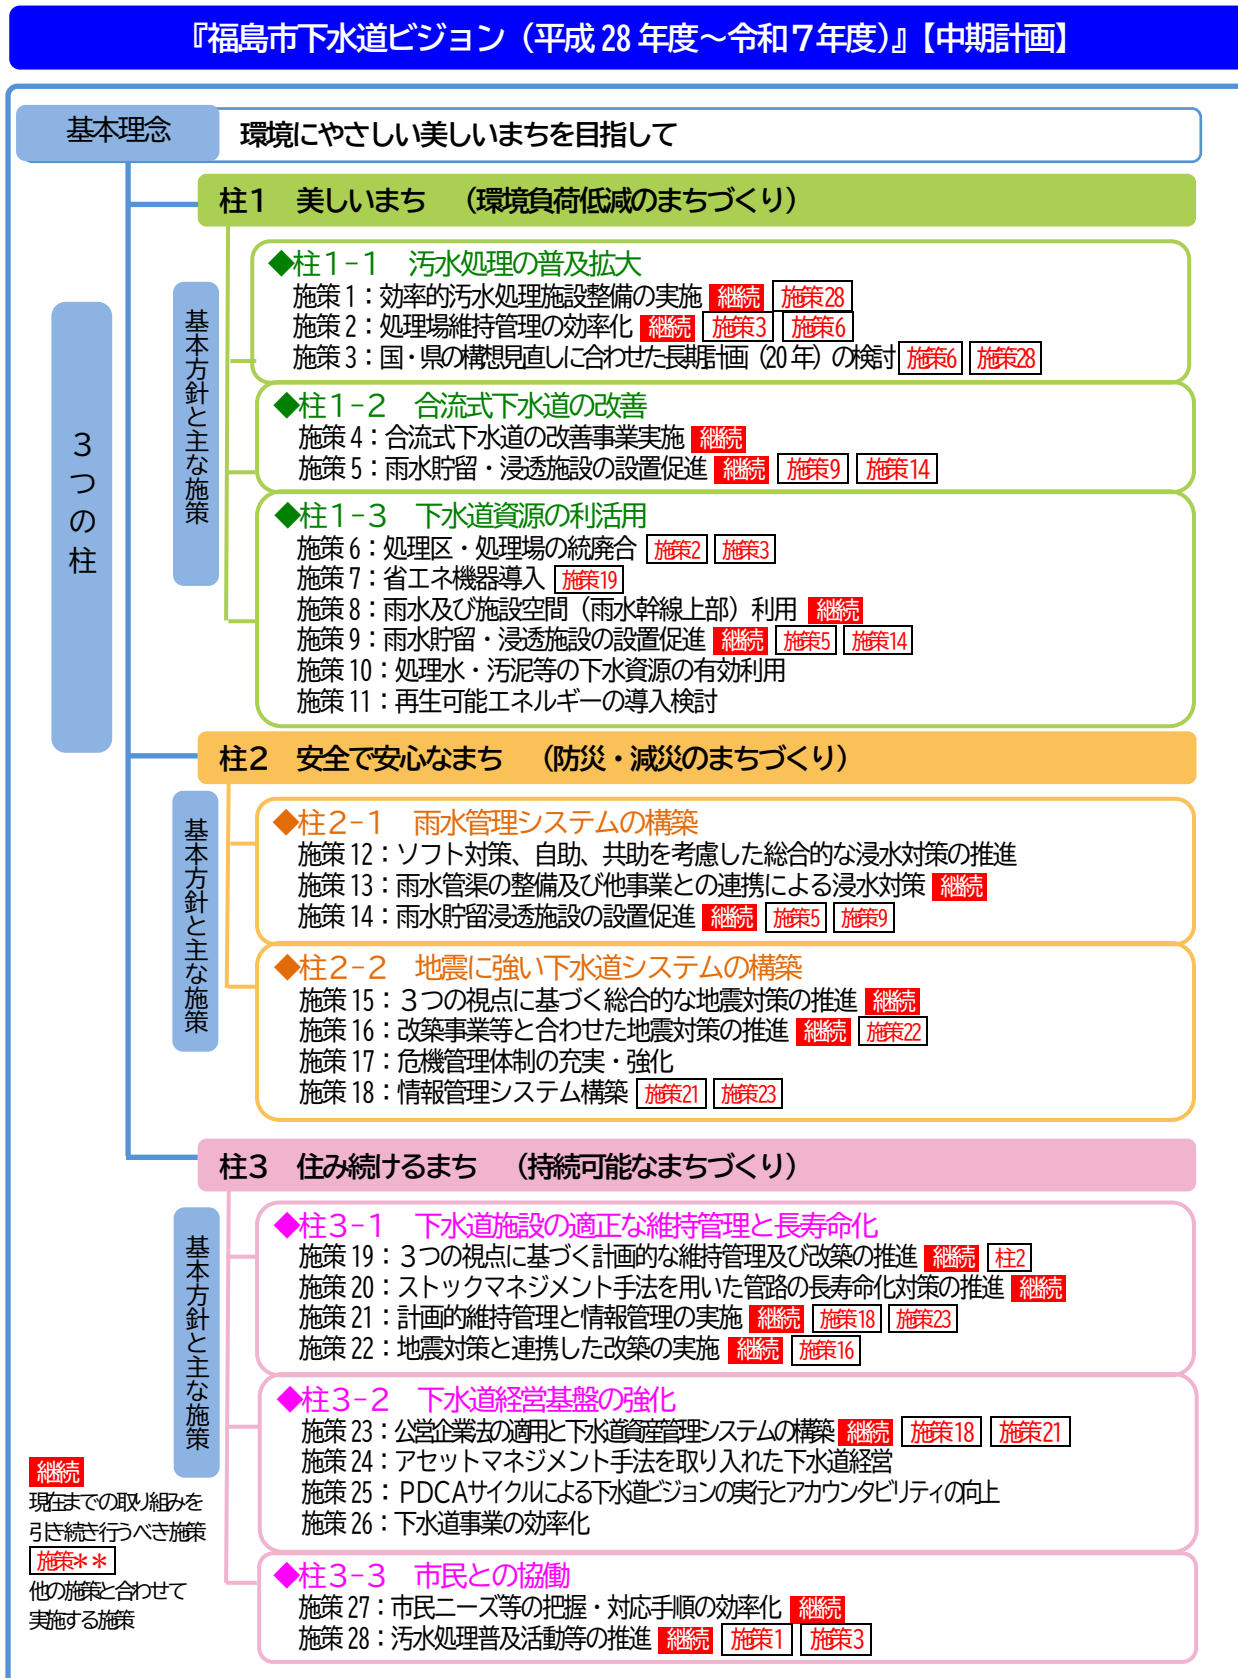 『福島市下水道ビジョン（平成28年度～令和７年度）』【中期計画】
基本理念
環境にやさしい美しいまちを目指して
３つの柱
柱１　美しいまち　（環境負荷低減のまちづくり）
基本方針と主な施策
◆柱１-１　汚水処理の普及拡大
施策1：効率的汚水処理施設整備の実施 継続 施策28
施策2：処理場維持管理の効率化 継続 施策3 施策6
施策3：国・県の構想見直しに合わせた長期計画（20年）の検討 施策6 施策28
◆柱１-２　合流式下水道の改善
施策4：合流式下水道の改善事業実施 継続
施策5：雨水貯留・浸透施設の設置促進 継続 施策9 施策14
◆柱１-３　下水道資源の利活用
施策6：処理区・処理場の統廃合 施策2 施策3
施策7：省エネ機器導入 施策19
施策8：雨水及び施設空間（雨水幹線上部）利用 継続
施策9：雨水貯留・浸透施設の設置促進 継続 施策5 施策14
施策10：処理水・汚泥等の下水資源の有効利用
施策11：再生可能エネルギーの導入検討
柱２　安全で安心なまち　（防災・減災のまちづくり）
基本方針と主な施策
◆柱２-１　雨水管理システムの構築
施策12：ソフト対策、自助、共助を考慮した総合的な浸水対策の推進
施策13：雨水管渠の整備及び他事業との連携による浸水対策 継続
施策14：雨水貯留浸透施設の設置促進 継続 施策5 施策9
◆柱２-２　地震に強い下水道システムの構築
施策15：３つの視点に基づく総合的な地震対策の推進 継続
施策16：改築事業等と合わせた地震対策の推進 継続 施策22
施策17：危機管理体制の充実・強化
施策18：情報管理システム構築 施策21 施策23
柱３　住み続けるまち　（持続可能なまちづくり）
基本方針と主な施策
◆柱３-１　下水道施設の適正な維持管理と長寿命化
施策19：３つの視点に基づく計画的な維持管理及び改築の推進 継続 柱2
施策20：ストックマネジメント手法を用いた管路の長寿命化対策の推進 継続
施策21：計画的維持管理と情報管理の実施 継続 施策18 施策23
施策22：地震対策と連携した改築の実施 継続 施策16
◆柱３-２　下水道経営基盤の強化
施策23：公営企業法の適用と下水道資産管理システムの構築 継続 施策18 施策21
施策24：アセットマネジメント手法を取り入れた下水道経営
施策25：ＰＤＣＡサイクルによる下水道ビジョンの実行とアカウンタビリティの向上
施策26：下水道事業の効率化
◆柱３-３　市民との協働
施策27：市民ニーズ等の把握・対応手順の効率化 継続
施策28：汚水処理普及活動等の推進 継続 施策1 施策3
継続
現在までの取り組みを
引き続き行うべき施策
施策＊＊
他の施策と合わせて
実施する施策